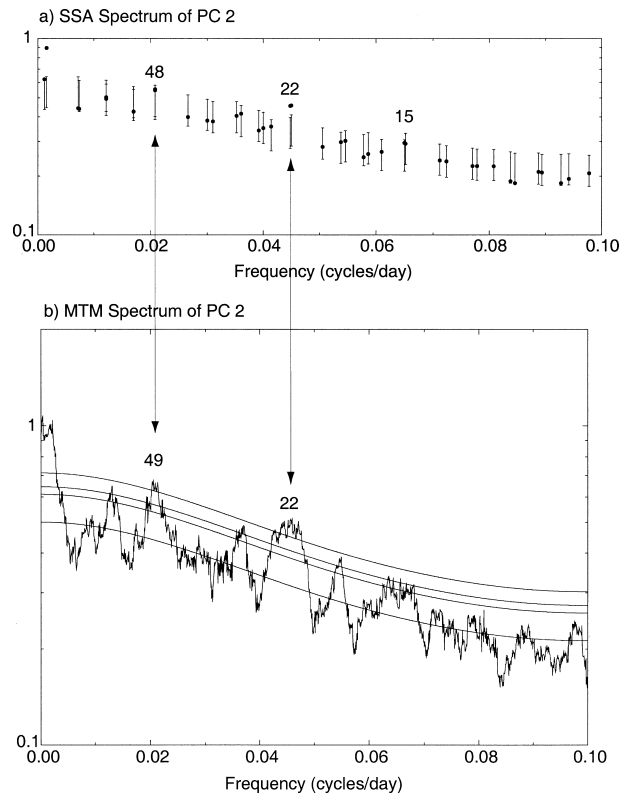 a) SSA Spectrum of PC 2
1
48
22
15
0.1
0.00 0.02 0.04 0.06 0.08 0.10
Frequency (cycles/day)
b) MTM Spectrum of PC 2
1
49
22
0.1
0.00 0.02 0.04 0.06 0.08 0.10
Frequency (cycles/day)